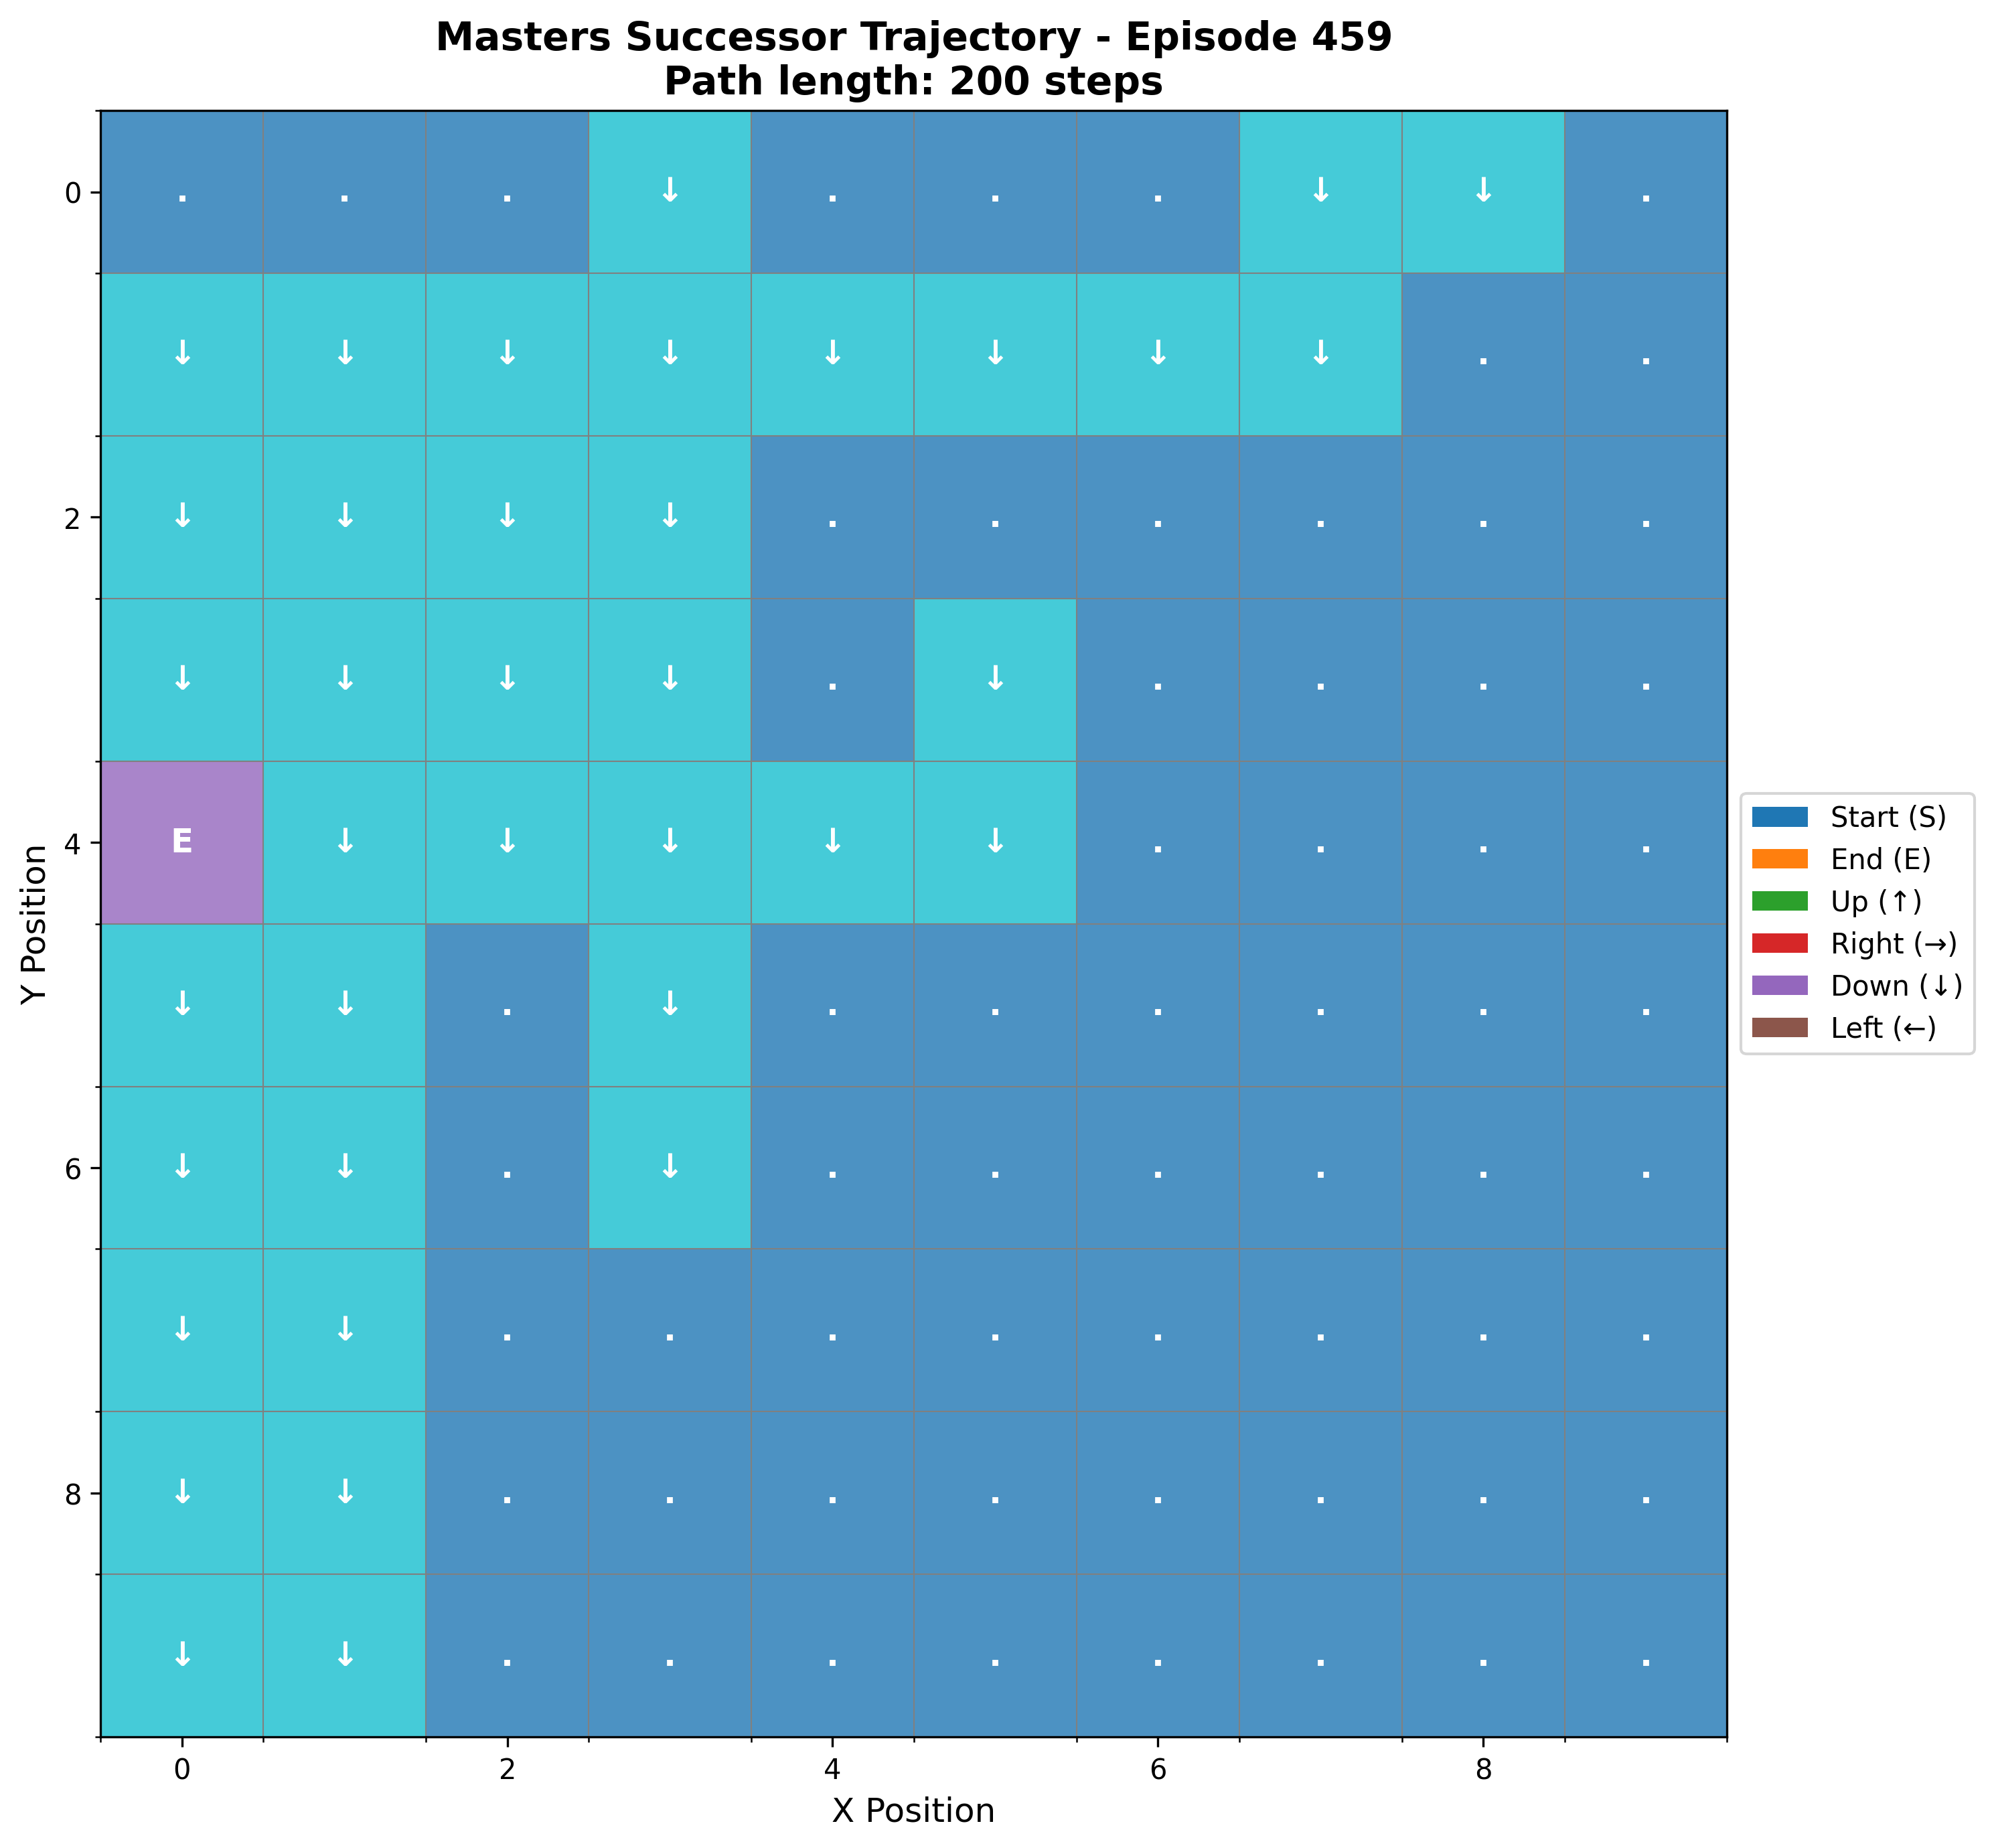 Masters Successor Trajectory - Episode 459
Path length: 200 steps
0 . . . ↓ . . . ↓ ↓ .
↓ ↓ ↓ ↓ ↓ ↓ ↓ ↓ . .
2 ↓ ↓ ↓ ↓ . . . . . .
↓ ↓ ↓ ↓ . ↓ . . . .
4 E ↓ ↓ ↓ ↓ ↓ . . . .
↓ ↓ . ↓ . . . . . .
6 ↓ ↓ . ↓ . . . . . .
↓ ↓ . . . . . . . .
8 ↓ ↓ . . . . . . . .
↓ ↓ . . . . . . . .
0 2 4 6 8
X Position
Y Position
Start (S)
End (E)
Up (↑)
Right (→)
Down (↓)
Left (←)